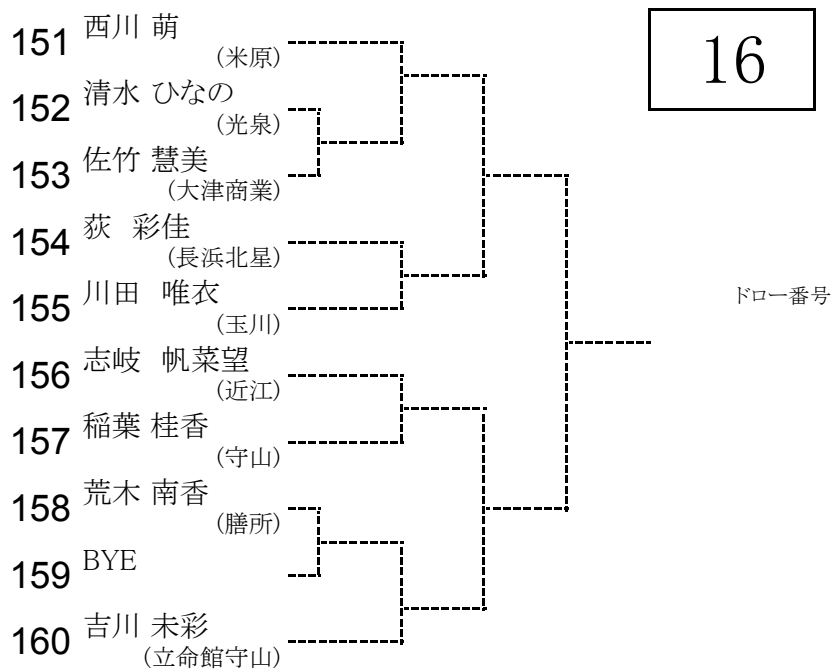 16
151 西川 萌
(米原)
152 清水 ひなの
(光泉)
153 佐竹 慧美
(大津商業)
154 荻　彩佳
(長浜北星)
155 川田　唯衣
(玉川)
ドロー番号
156 志岐　帆菜望
(近江)
157 稲葉 桂香
(守山)
158 荒木 南香
(膳所)
159 BYE
160 吉川 未彩
(立命館守山)